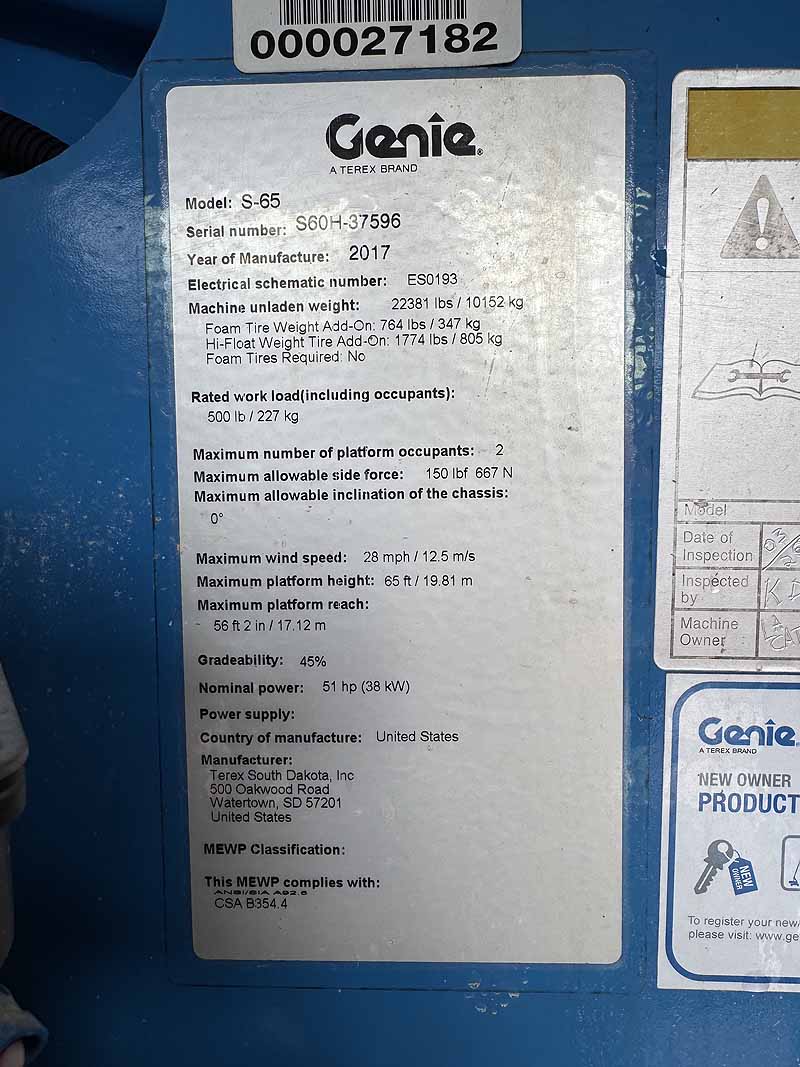 000027182
Genie®
A TEREX BRAND
Model: S-65
Serial number: S60H-37596
Year of Manufacture: 2017
Electrical schematic number: ES0193
Machine unladen weight: 22381 lbs / 10152 kg
Foam Tire Weight Add-On: 764 lbs / 347 kg
Hi-Float Weight Tire Add-On: 1774 lbs / 805 kg
Foam Tires Required: No
Rated work load(including occupants):
500 lb / 227 kg
Maximum number of platform occupants: 2
Maximum allowable side force: 150 lbf 667 N
Maximum allowable inclination of the chassis:
0°
Maximum wind speed: 28 mph / 12.5 m/s
Maximum platform height: 65 ft / 19.81 m
Maximum platform reach:
56 ft 2 in / 17.12 m
Gradeability: 45%
Nominal power: 51 hp (38 kW)
Power supply:
Country of manufacture: United States
Manufacturer:
Terex South Dakota, Inc
500 Oakwood Road
Watertown, SD 57201
United States
MEWP Classification:
This MEWP complies with:
ANSI/SIA A92.5
CSA B354.4
Model
Date of
Inspection
Inspected
by
Machine
Owner
Genie
A TEREX BRAND
NEW OWNER
PRODUCT
NEW
OWNER
To register your new
please visit: www.ge